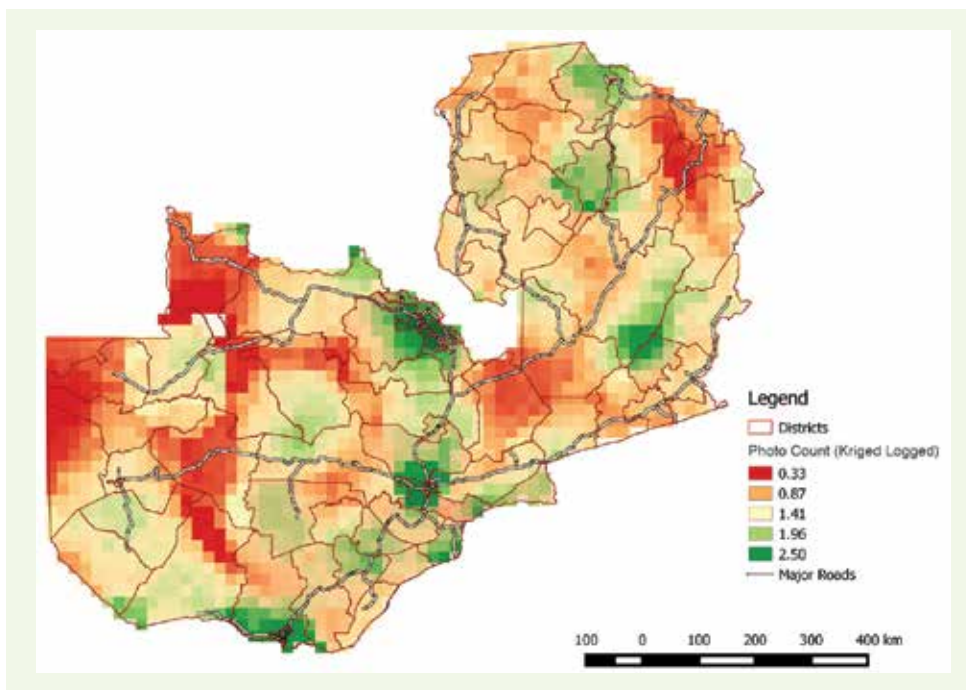 Legend
Districts
Photo Count (Kriged Logged)
0.33
0.87
1.41
1.96
2.50
Major Roads
100 0 100 200 300 400 km